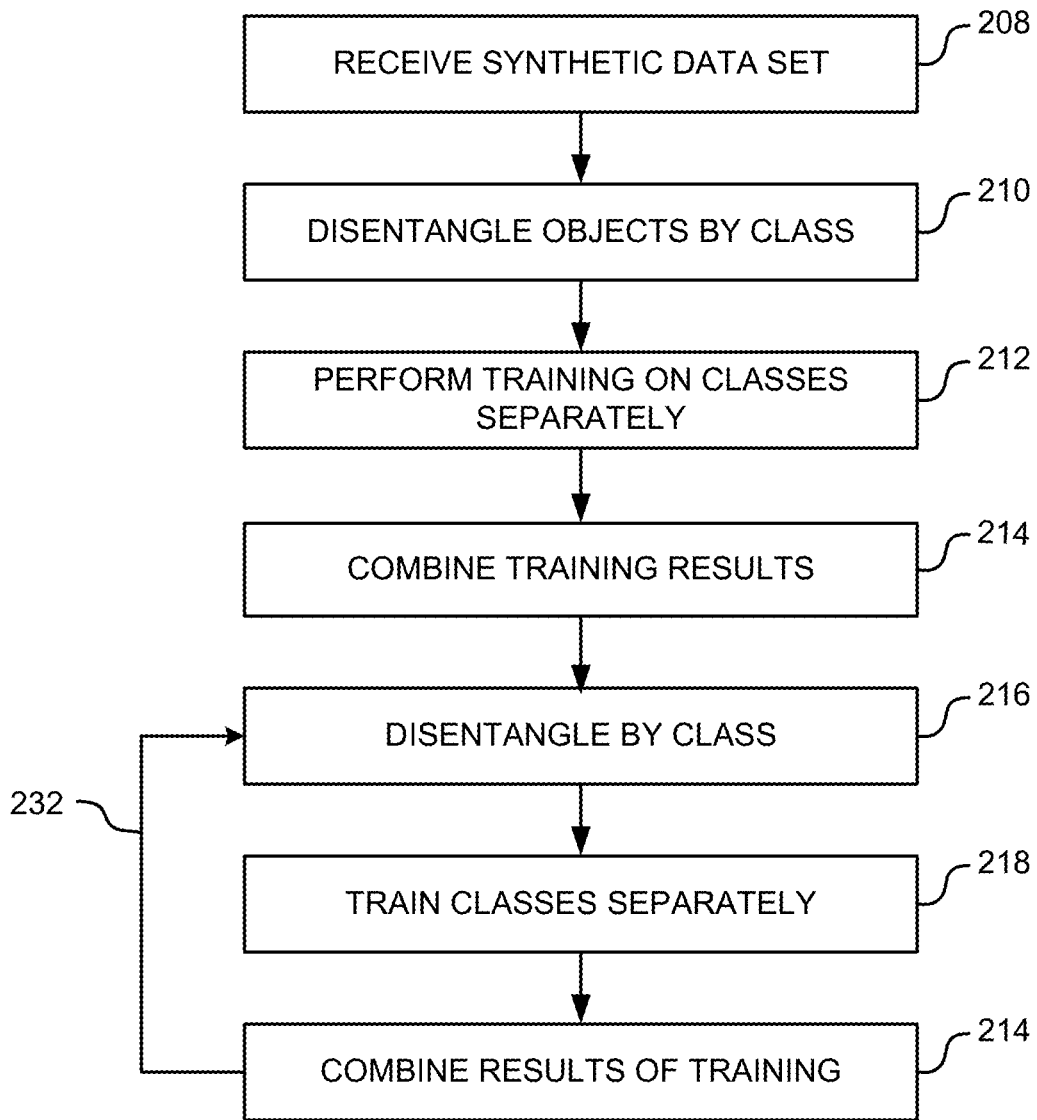 RECEIVE SYNTHETIC DATA SET
208
DISENTANGLE OBJECTS BY CLASS
210
PERFORM TRAINING ON CLASSES
SEPARATELY
212
COMBINE TRAINING RESULTS
214
DISENTANGLE BY CLASS
216
232
TRAIN CLASSES SEPARATELY
218
COMBINE RESULTS OF TRAINING
214